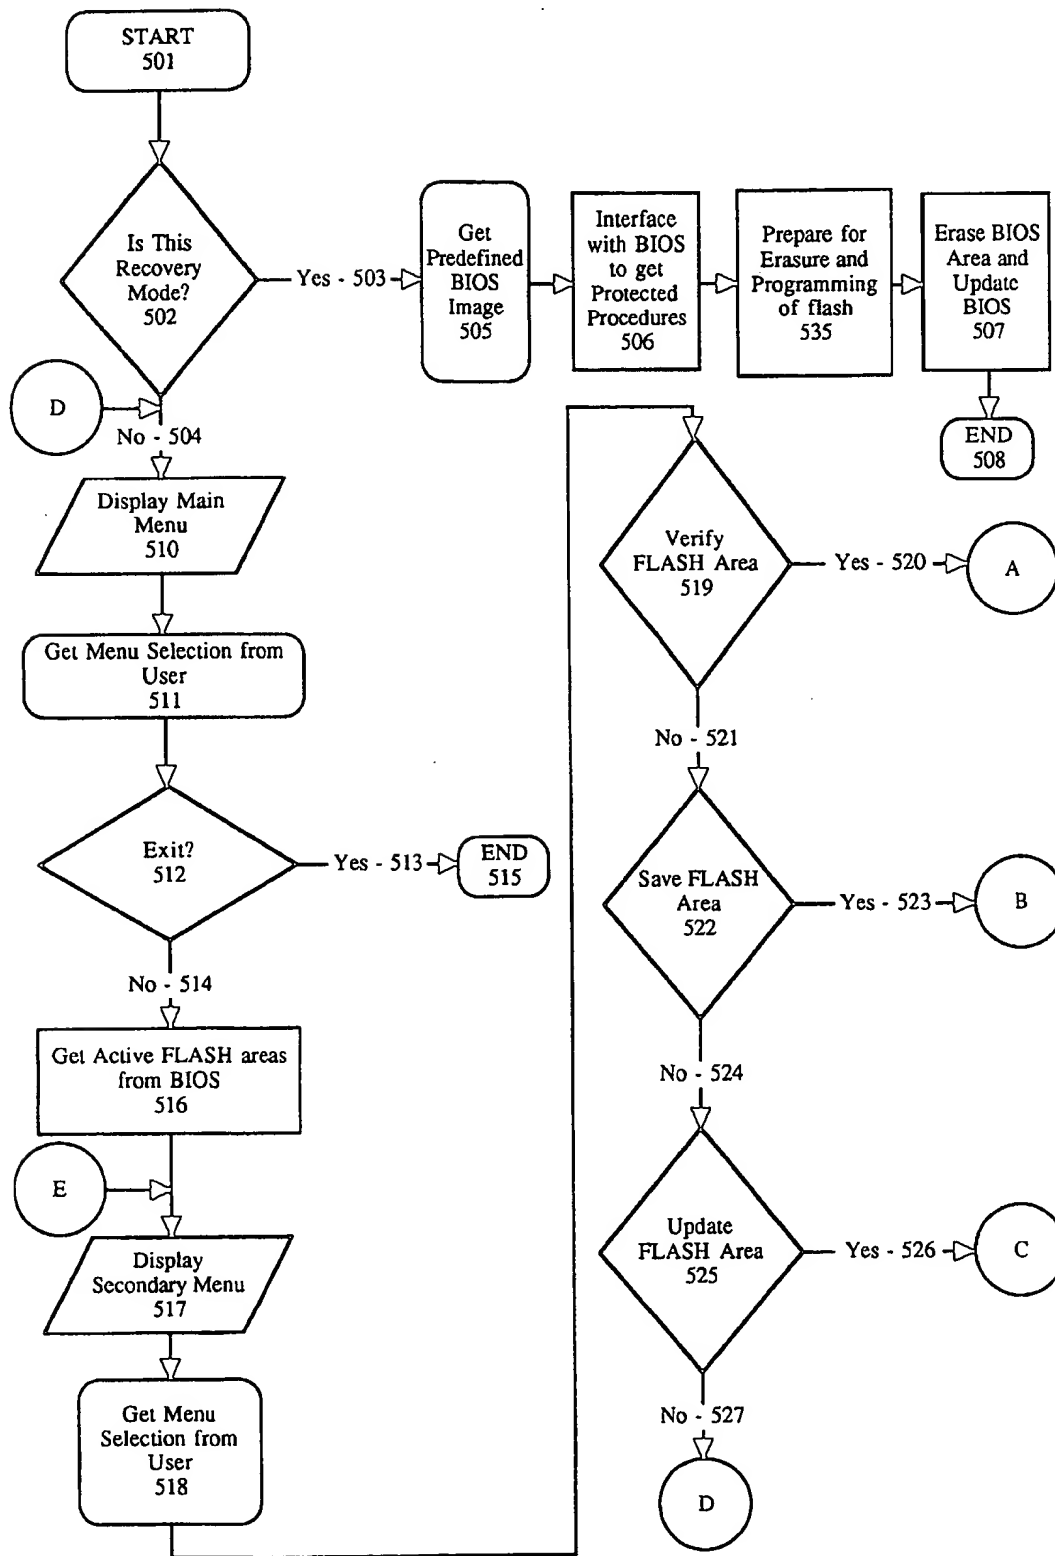 START
501
Is This
Recovery
Mode?
502
Yes - 503
Get
Predefined
BIOS
Image
505
Interface
with BIOS
to get
Protected
Procedures
506
Prepare for
Erasure and
Programming
of flash
535
Erase BIOS
Area and
Update
BIOS
507
END
508
D
No - 504
Display Main
Menu
510
Get Menu Selection from
User
511
Exit?
512
Yes - 513
END
515
No - 514
Get Active FLASH areas
from BIOS
516
E
Display
Secondary Menu
517
Get Menu
Selection from
User
518
Verify
FLASH Area
519
Yes - 520
A
No - 521
Save FLASH
Area
522
Yes - 523
B
No - 524
Update
FLASH Area
525
Yes - 526
C
No - 527
D